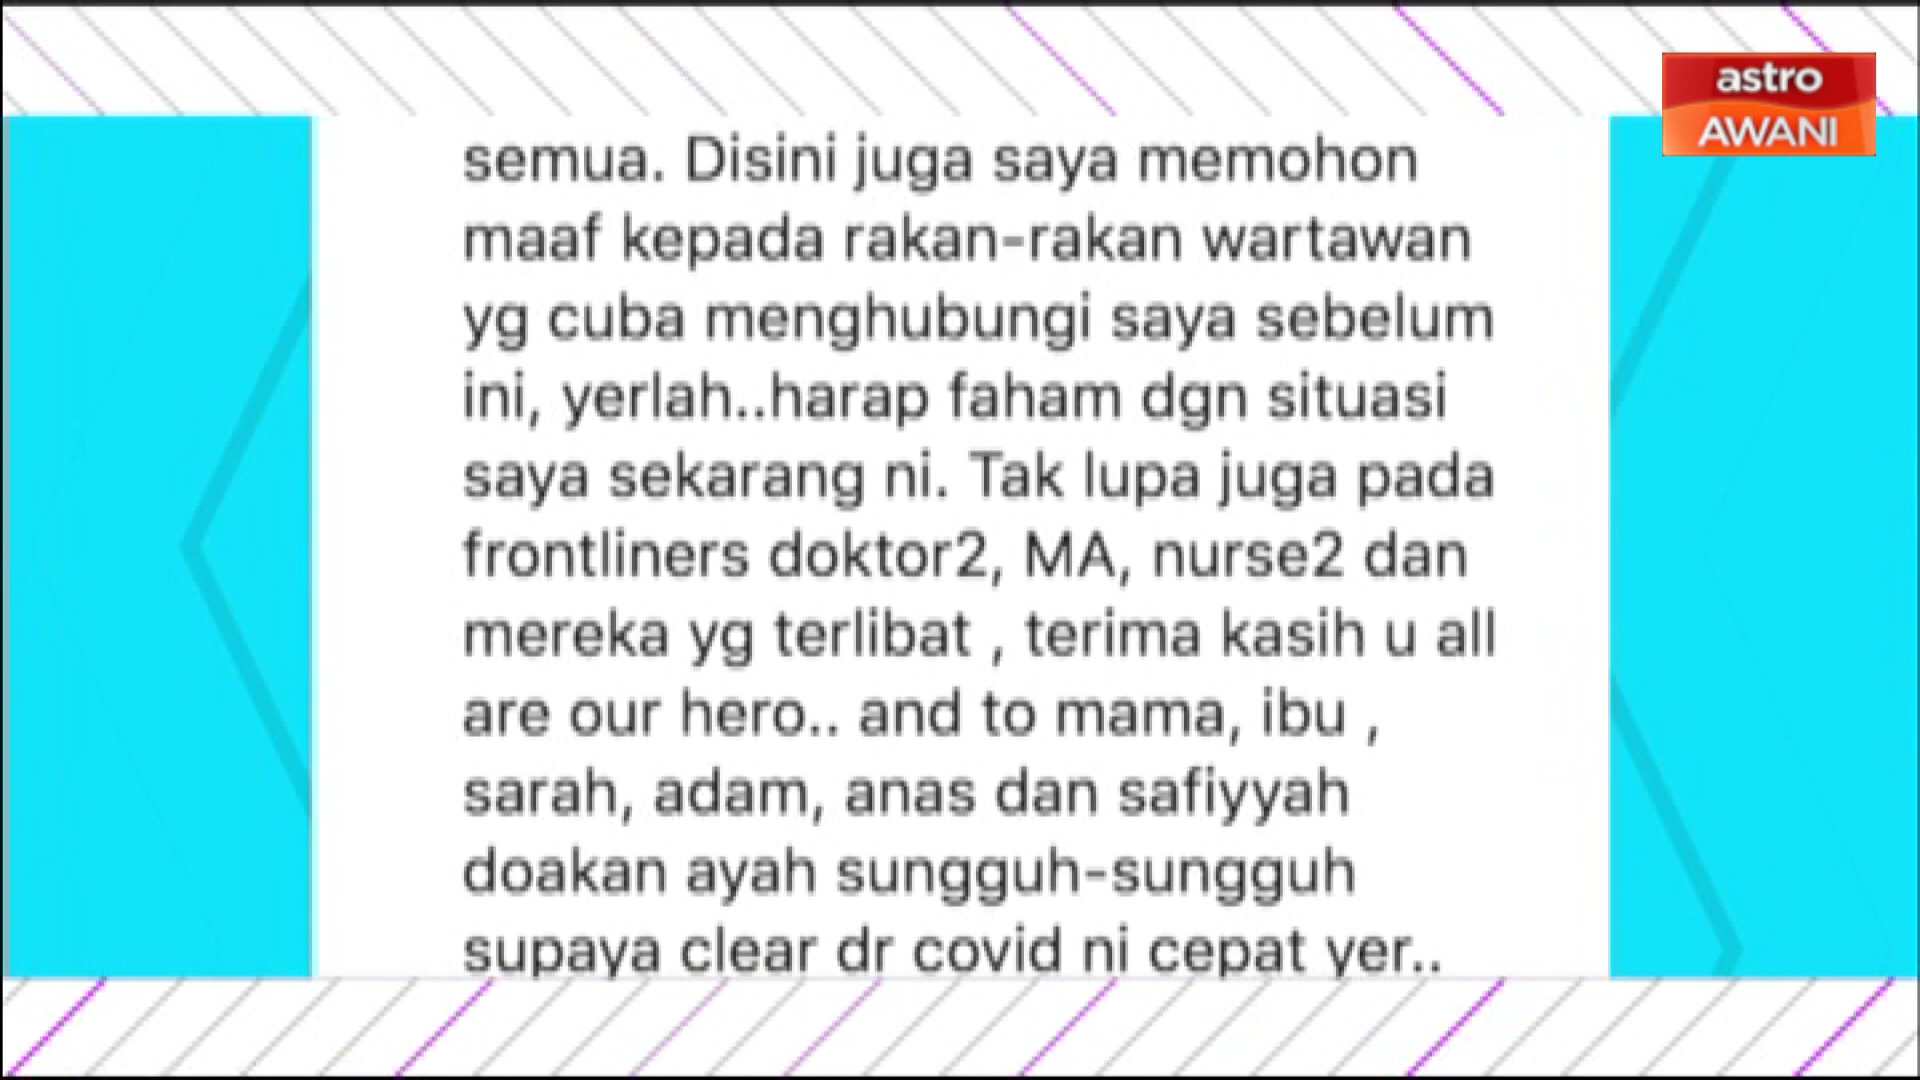 astro
AWANI
semua. Disini juga saya memohon
maaf kepada rakan-rakan wartawan
yg cuba menghubungi saya sebelum
ini, yerlah..harap faham dgn situasi
saya sekarang ni. Tak lupa juga pada
frontliners doktor2, MA, nurse2 dan
mereka yg terlibat , terima kasih u all
are our hero.. and to mama, ibu ,
sarah, adam, anas dan safiyyah
doakan ayah sungguh-sungguh
supaya clear dr covid ni cepat yer..